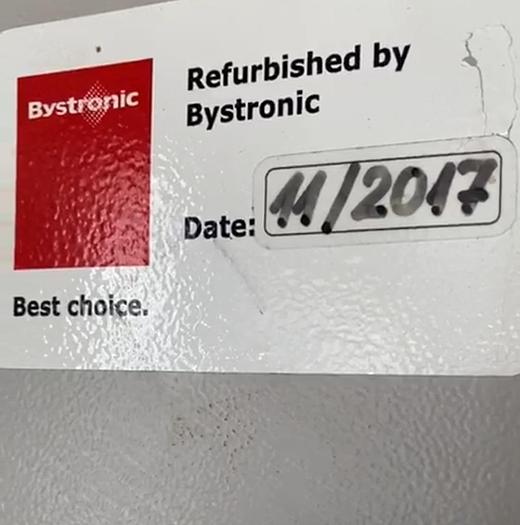 Bystronic
Refurbished by
Bystronic
Date: 11/2017
Best choice.